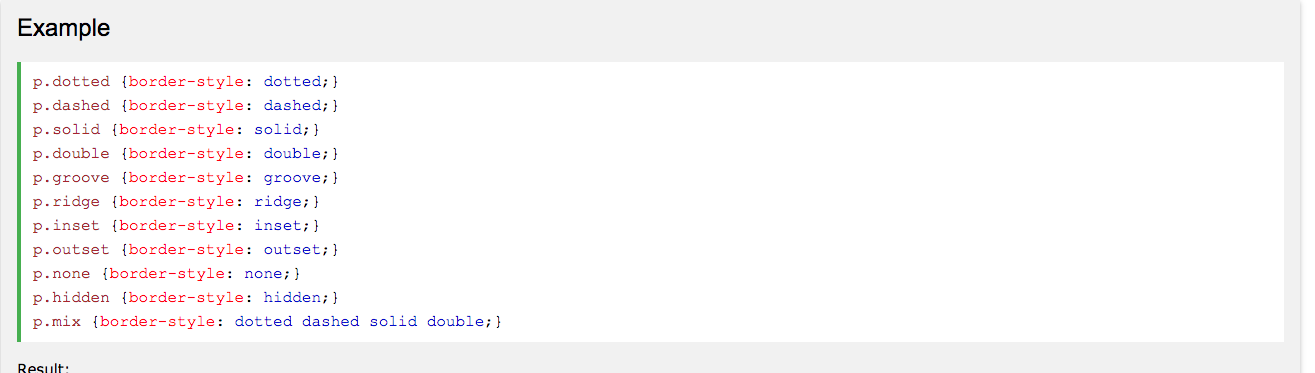 Example
p.dotted {border-style: dotted;}
p.dashed {border-style: dashed;}
p.solid {border-style: solid;}
p.double {border-style: double;}
p.groove {border-style: groove;}
p.ridge {border-style: ridge;}
p.inset {border-style: inset;}
p.outset {border-style: outset;}
p.none {border-style: none;}
p.hidden {border-style: hidden;}
p.mix {border-style: dotted dashed solid double;}
Result: